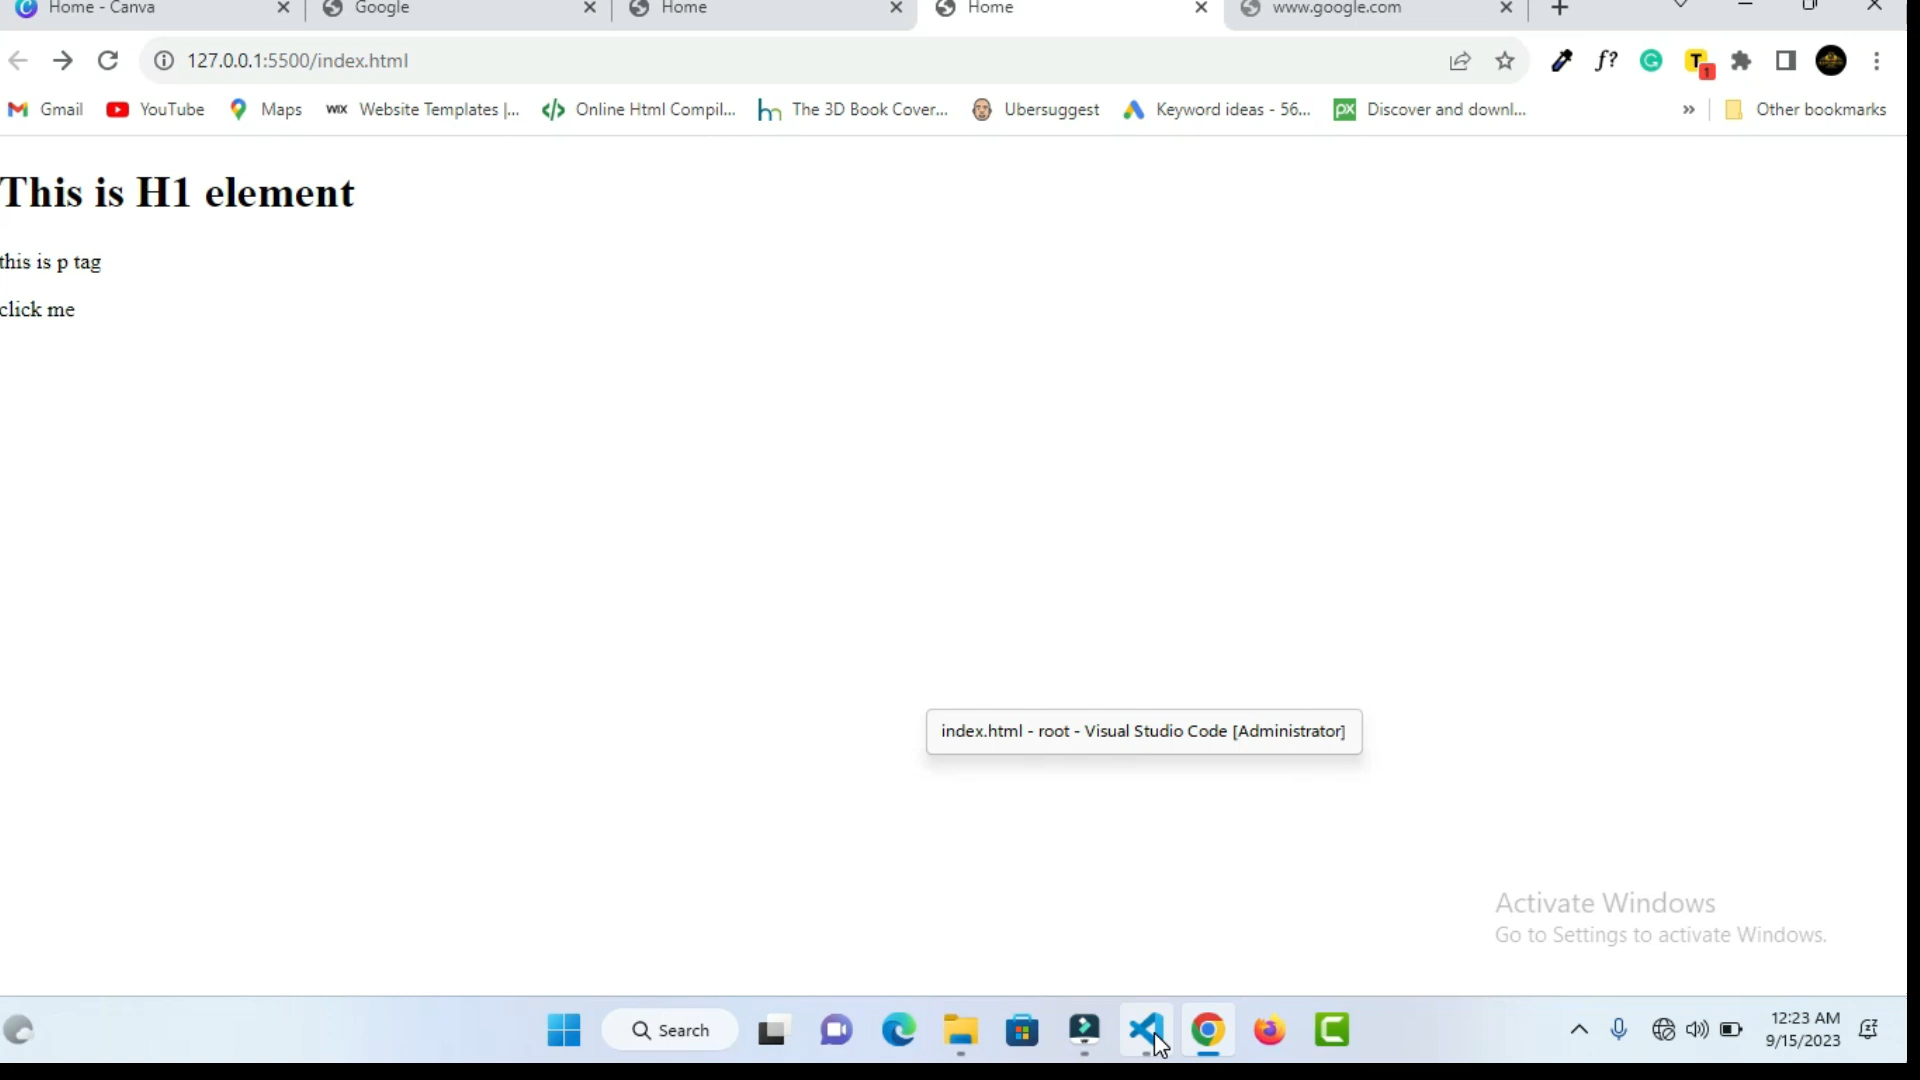 Home - Canva
Google
Home
Home
www.google.com
127.0.0.1:5500/index.html
f?
T
1
Gmail
YouTube
Maps
WIX Website Templates |...
Online Html Compil...
The 3D Book Cover...
Ubersuggest
Keyword ideas - 56...
px Discover and downl...
»
Other bookmarks
This is H1 element
this is p tag
click me
index.html - root - Visual Studio Code [Administrator]
Activate Windows
Go to Settings to activate Windows.
Search
12:23 AM
9/15/2023